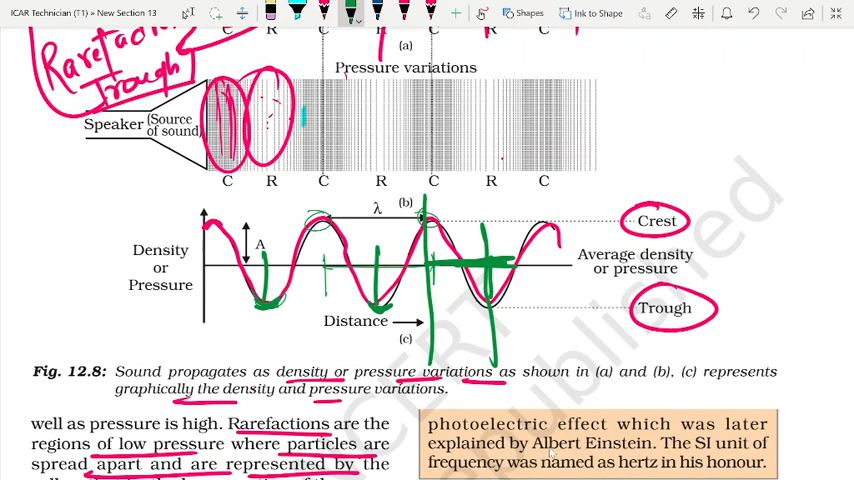 ICAR Technician (T1) » New Section 13
Shapes
Ink to Shape
Rarefaction
Trough
C R C R C R C
(a)
Pressure variations
Speaker (Source
of sound)
C R C R C R C
(b)
λ
Crest
A
Density
or
Pressure
Average density
or pressure
Trough
Distance
(c)
Fig. 12.8: Sound propagates as density or pressure variations as shown in (a) and (b), (c) represents
graphically the density and pressure variations.
well as pressure is high. Rarefactions are the
regions of low pressure where particles are
spread apart and are represented by the
photoelectric effect which was later
explained by Albert Einstein. The SI unit of
frequency was named as hertz in his honour.